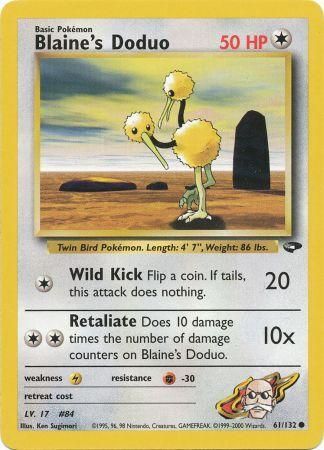 Basic Pokémon
Blaine's Doduo 50 HP
Twin Bird Pokémon. Length: 4' 7", Weight: 86 lbs.
Wild Kick Flip a coin. If tails,
this attack does nothing. 20
Retaliate Does 10 damage
times the number of damage 10x
counters on Blaine's Doduo.
weakness resistance -30
retreat cost
LV. 17 #84
Illus. Ken Sugimori ©1995, 96, 98 Nintendo, Creatures, GAMEFREAK. ©1999-2000 Wizards. 61/132